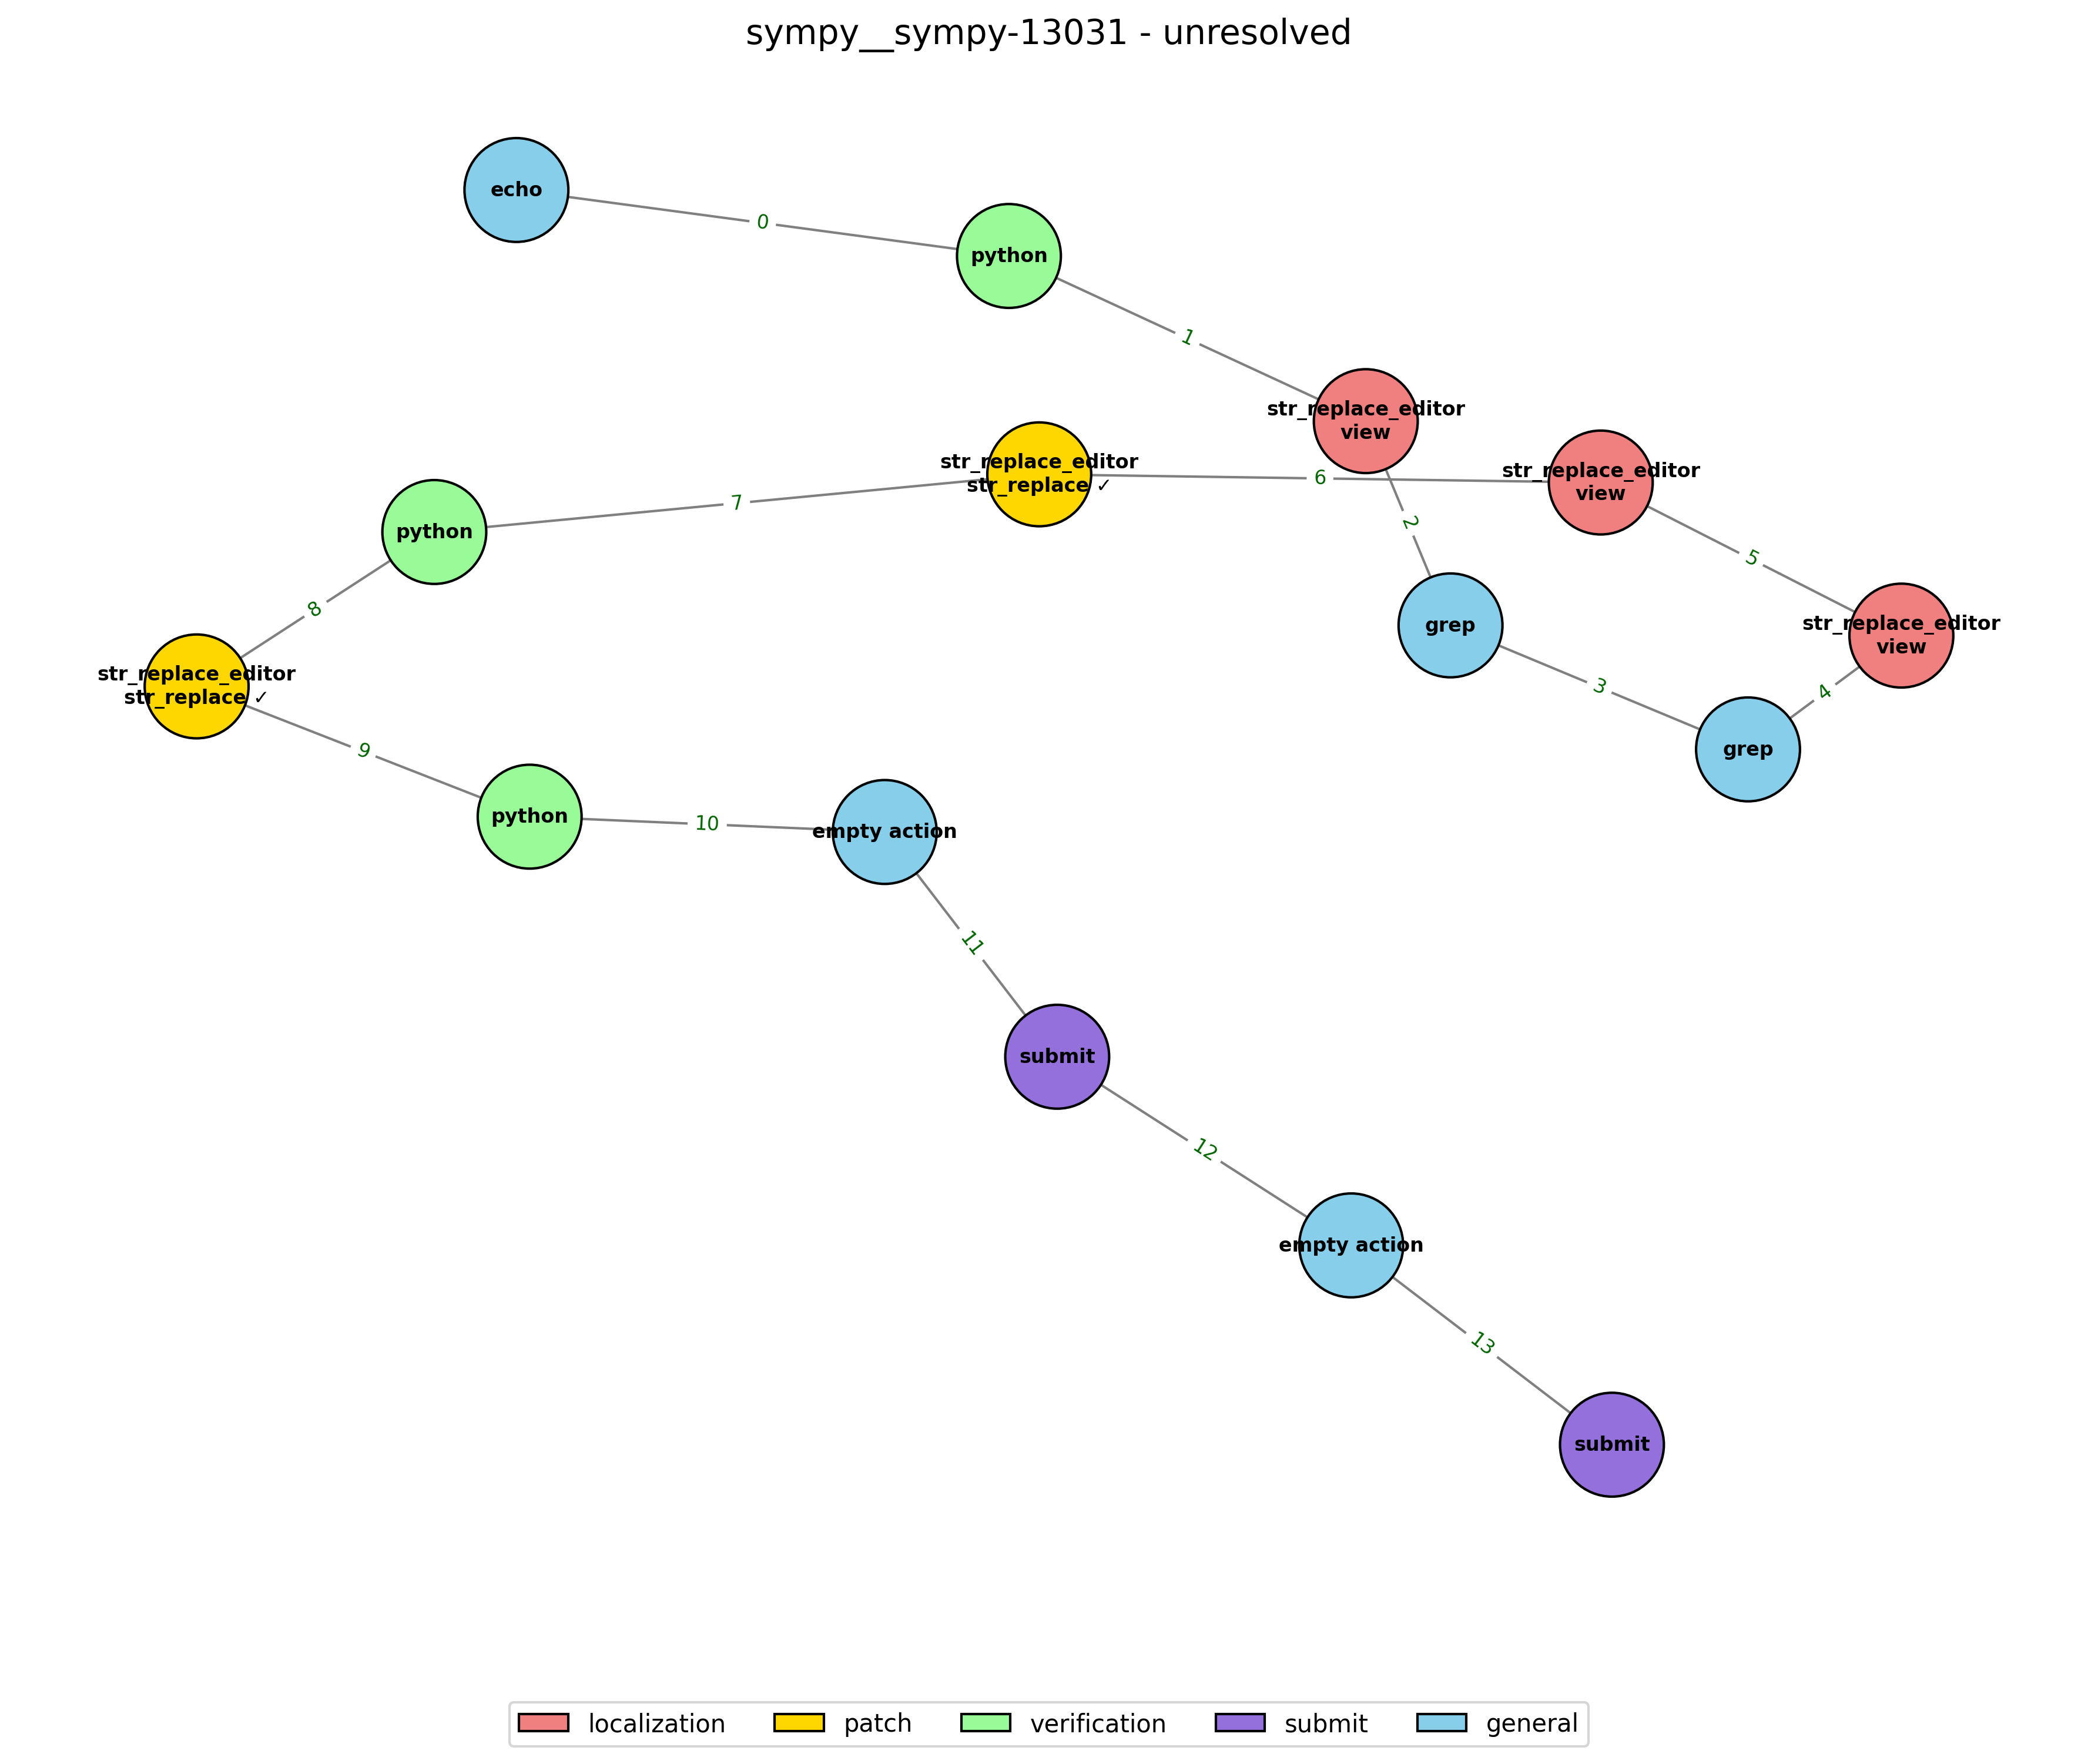 sympy__sympy-13031 - unresolved
echo
0
python
1
str_replace_editor
view
2
grep
3
grep
4
str_replace_editor
view
5
str_replace_editor
view
6
str_replace_editor
str_replace ✓
7
python
8
str_replace_editor
str_replace ✓
9
python
10
empty action
11
submit
12
empty action
13
submit
localization
patch
verification
submit
general